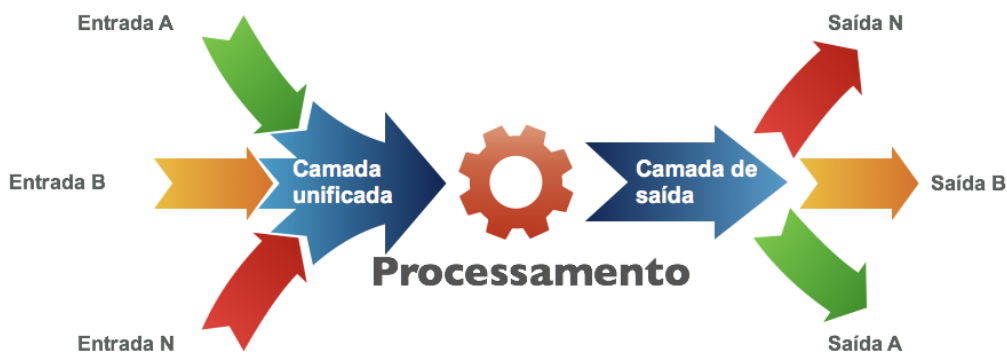 Entrada A
Saída N
Camada
unificada
Camada de
saída
Entrada B
Saída B
Processamento
Entrada N
Saída A